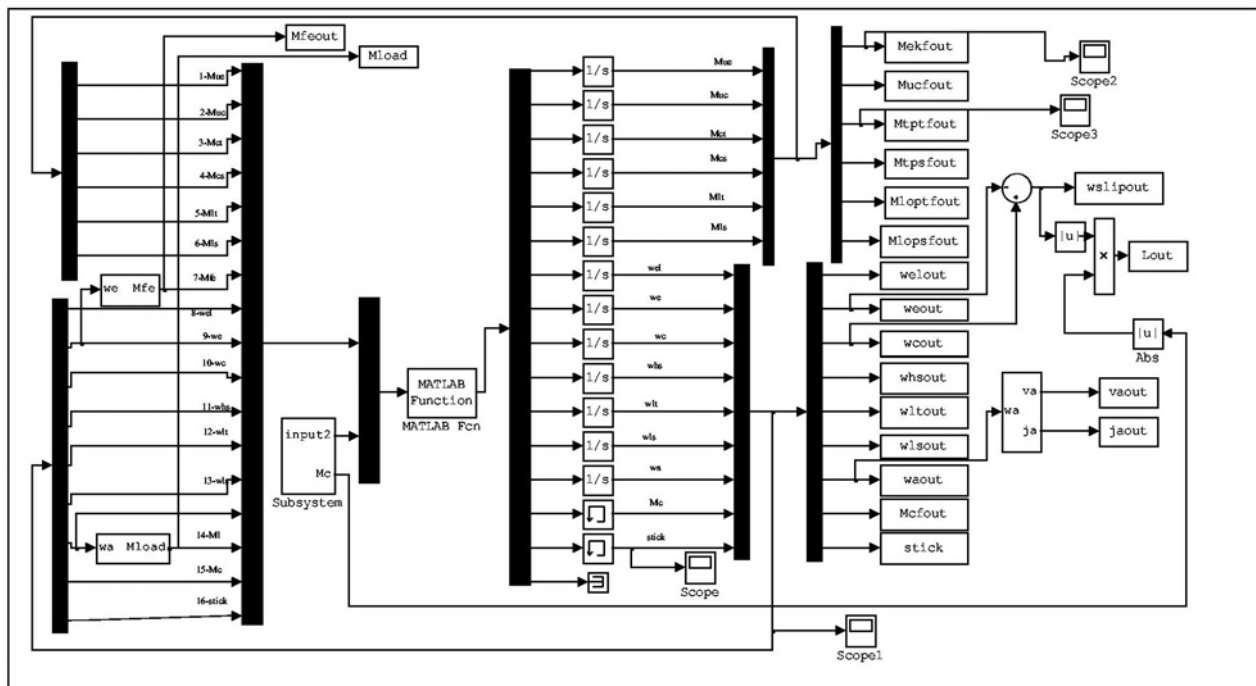 Mfeout
Mload
1-Mue
2-Muc
3-Mct
4-Mcs
5-Mlt
6-Mls
7-Mfe
we Mfe
8-wel
9-we
10-wc
11-whs
12-wlt
13-wls
wa Mload
14-Ml
15-Mc
16-stick
input2
Mc
Subsystem
MATLAB
Function
MATLAB Fcn
1/s
1/s
1/s
1/s
1/s
1/s
1/s
1/s
1/s
1/s
1/s
1/s
1/s
Mue
Muc
Mct
Mcs
Mlt
Mls
wel
we
wc
whs
wlt
wls
wa
Mc
stick
Scope
Scope1
Mekfout
Mucfout
Mtptfout
Mtpsfout
Mloptfout
Mlopsfout
welout
weout
wcout
whsout
wltout
wlsout
waout
Mcfout
stick
Scope2
Scope3
wslipout
|u|
×
Lout
|u|
Abs
va
wa
ja
vaout
jaout